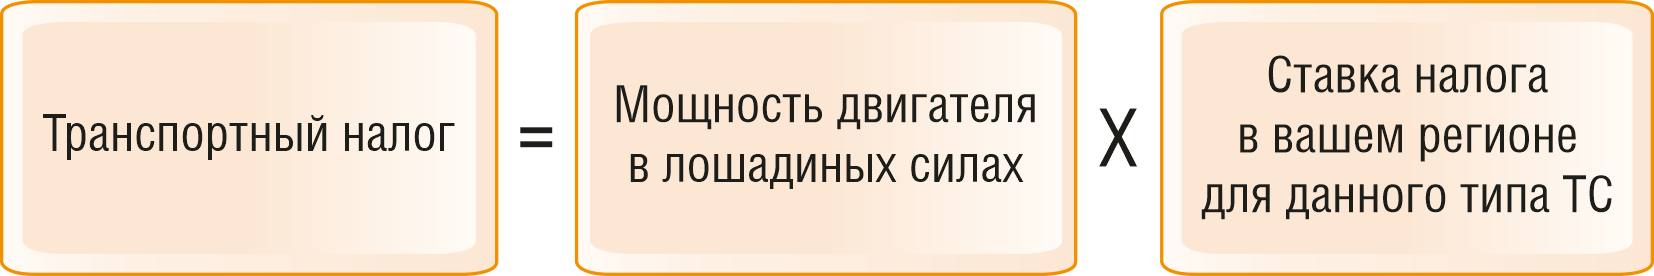 Транспортный налог
=
Мощность двигателя
в лошадиных силах
X
Ставка налога
в вашем регионе
для данного типа ТС